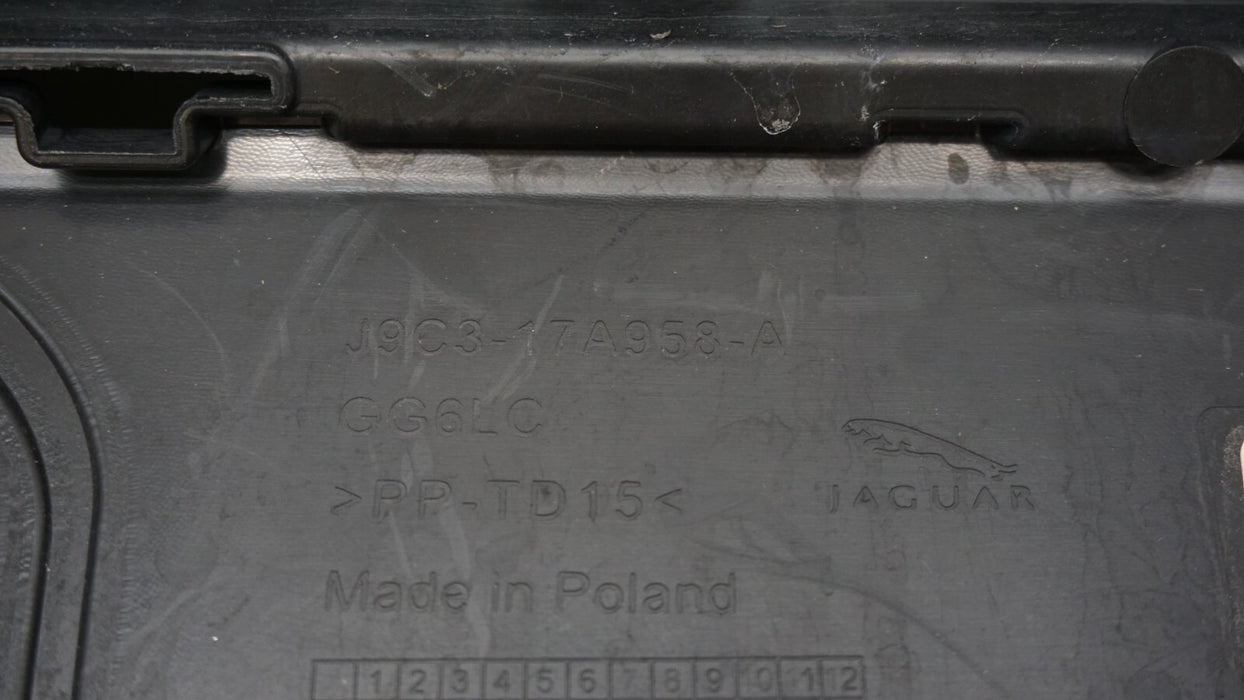 J9C3-17A958-A
GG6LC
>PP-TD15<
JAGUAR
Made in Poland
1 2 3 4 5 6 7 8 9 10 11 12